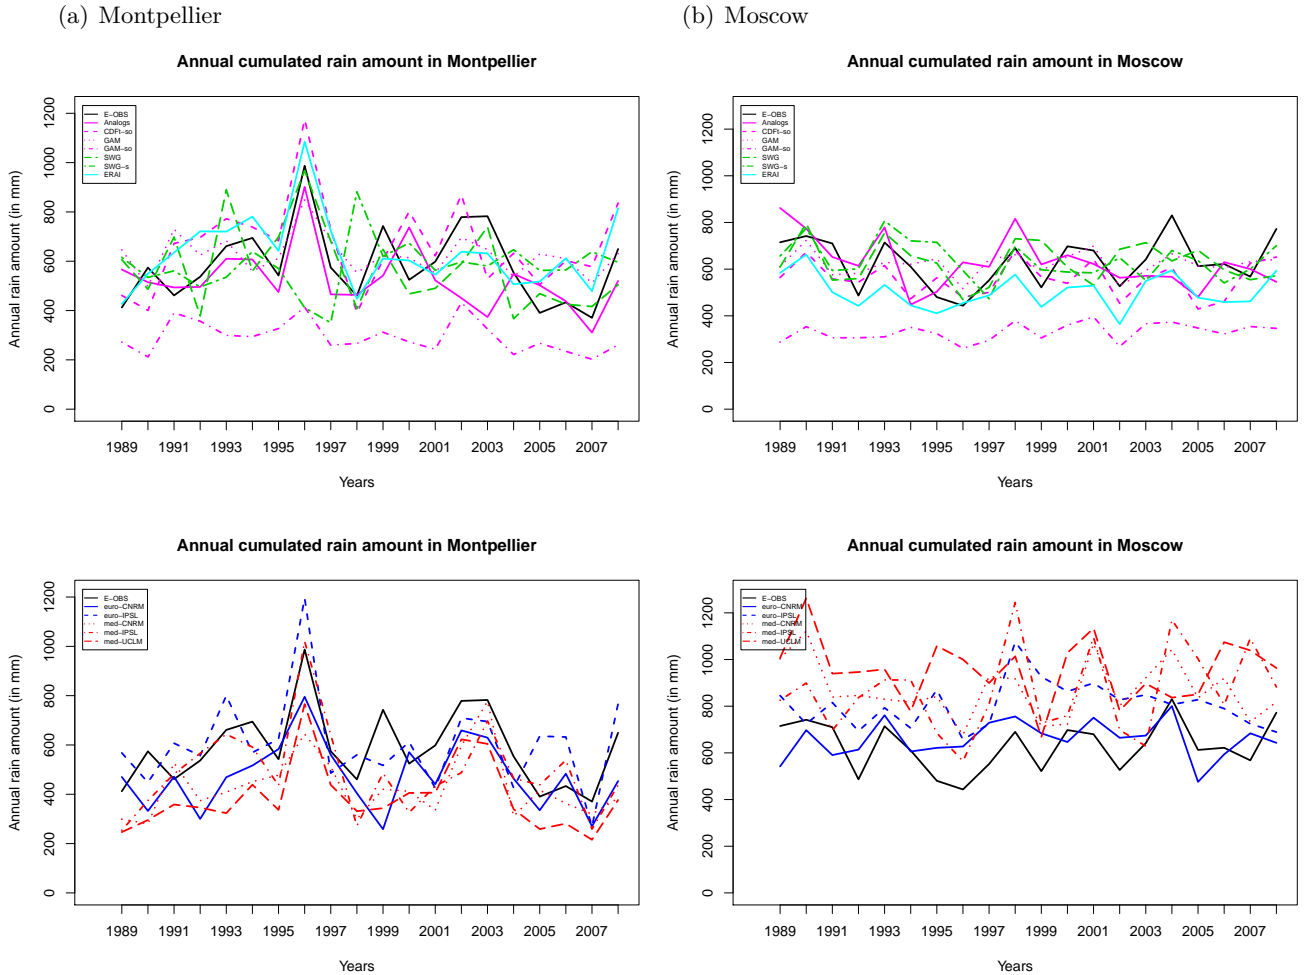 (a) Montpellier
(b) Moscow
Annual cumulated rain amount in Montpellier
Annual rain amount (in mm)
0 200 400 600 800 1000 1200
E-OBS
Analogs
CDFt-so
GAM
GAM-so
SWG
SWG-s
ERAI
1989 1991 1993 1995 1997 1999 2001 2003 2005 2007
Years
Annual cumulated rain amount in Moscow
Annual rain amount (in mm)
0 200 400 600 800 1000 1200
E-OBS
Analogs
CDFt-so
GAM
GAM-so
SWG
SWG-s
ERAI
1989 1991 1993 1995 1997 1999 2001 2003 2005 2007
Years
Annual cumulated rain amount in Montpellier
Annual rain amount (in mm)
0 200 400 600 800 1000 1200
E-OBS
euro-CNRM
euro-IPSL
med-CNRM
med-IPSL
med-UCLM
1989 1991 1993 1995 1997 1999 2001 2003 2005 2007
Years
Annual cumulated rain amount in Moscow
Annual rain amount (in mm)
0 200 400 600 800 1000 1200
E-OBS
euro-CNRM
euro-IPSL
med-CNRM
med-IPSL
med-UCLM
1989 1991 1993 1995 1997 1999 2001 2003 2005 2007
Years